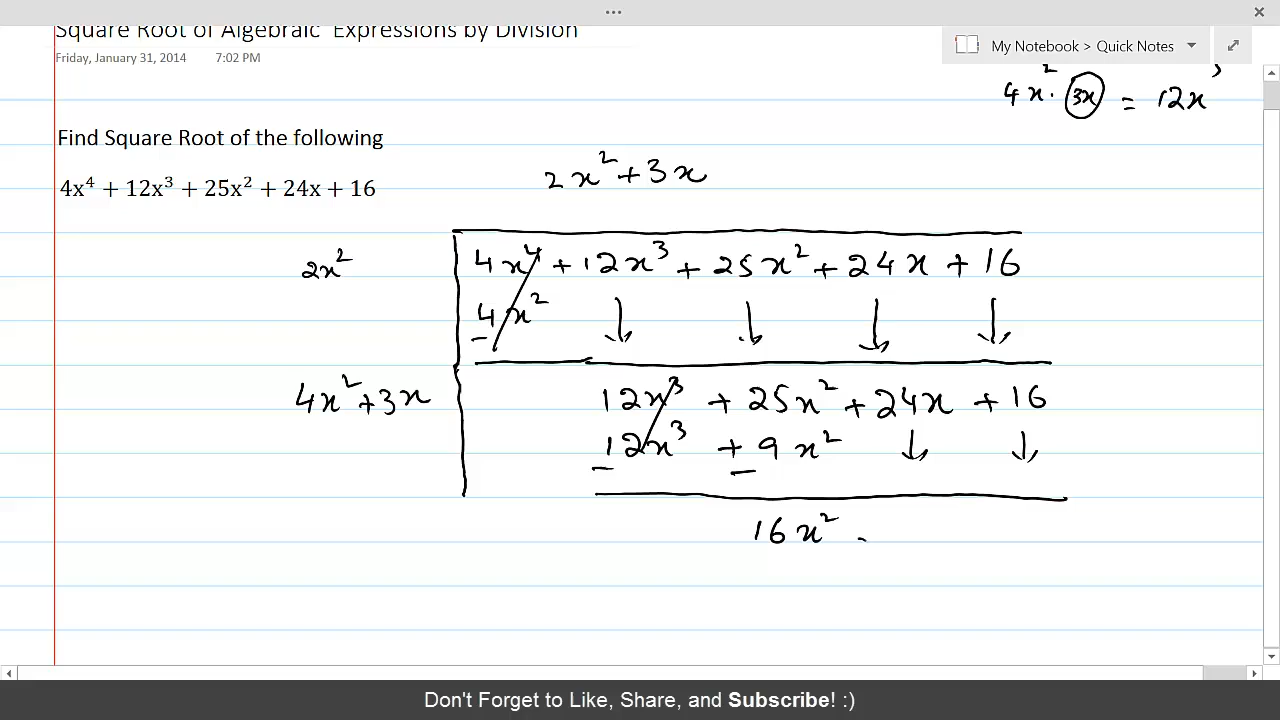 ...
Square Root of Algebraic Expressions by Division
Friday, January 31, 2014 7:02 PM
My Notebook > Quick Notes
4x² · 3x = 12x³
Find Square Root of the following
4x⁴ + 12x³ + 25x² + 24x + 16
2x² + 3x
2x² 4x⁴ + 12x³ + 25x² + 24x + 16
4x² ↓ ↓ ↓ ↓
−
4x² + 3x 12x³ + 25x² + 24x + 16
12x³ + 9x² ↓ ↓
− −
16x²
Don't Forget to Like, Share, and Subscribe! :)